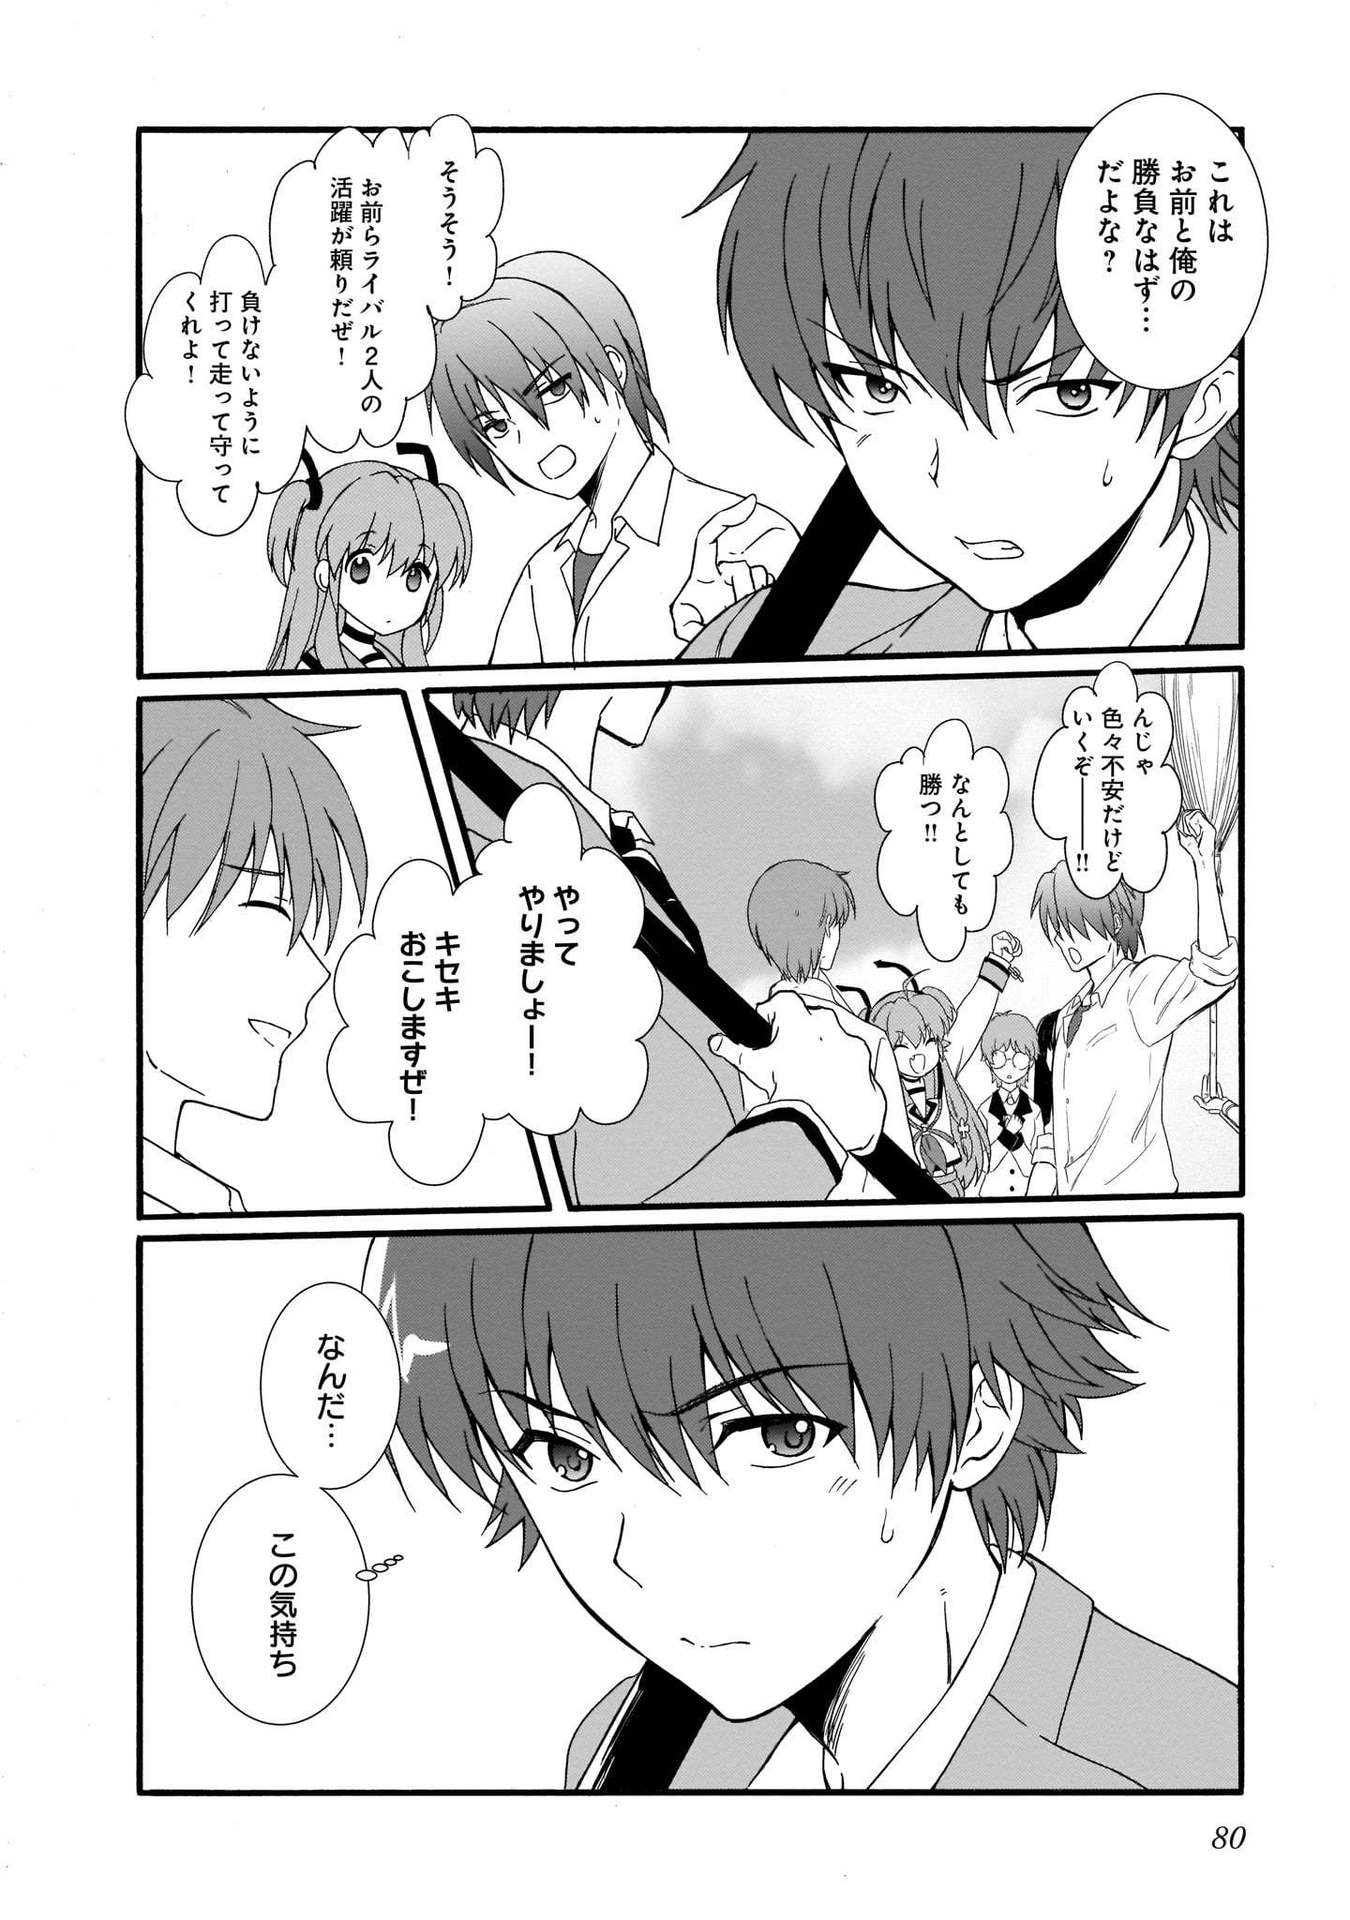 これは
お前と俺の
勝負なはず…
だよな?
そうそう!
お前らライバル2人の
活躍が頼りだぜ!
負けないように
打って走って守って
くれよ!
んじゃ
色々不安だけど
いくぞ――!!
なんとしても
勝つ!!
やって
やりましょー!
キセキ
おこしますぜ!
なんだ…
この気持ち
80